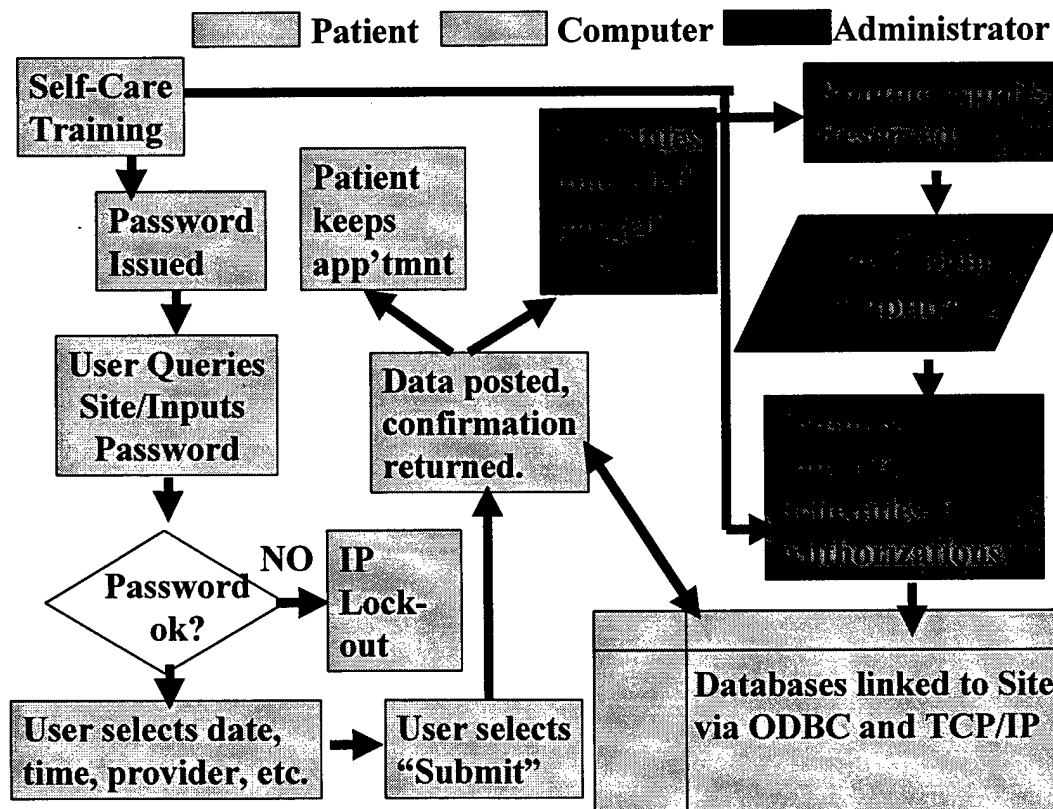 Patient Computer Administrator
Self-Care
Training
Password
Issued
User Queries
Site/Inputs
Password
Password
ok?
NO
IP
Lock-
out
User selects date,
time, provider, etc.
User selects
“Submit”
Data posted,
confirmation
returned.
Patient
keeps
app’tmnt
authorizations
Databases linked to Site
via ODBC and TCP/IP